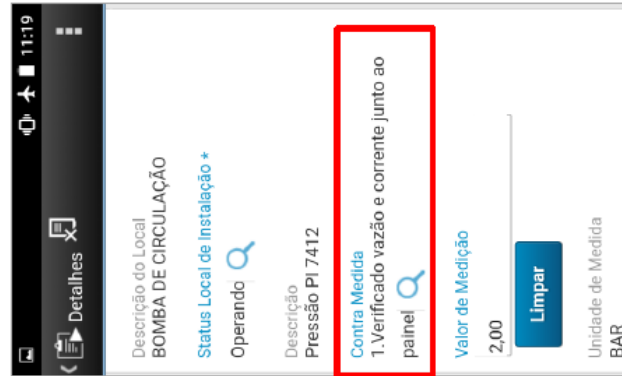 11:19
Detalhes
Descrição do Local
BOMBA DE CIRCULAÇÃO
Status Local de Instalação *
Operando
Descrição
Pressão PI 7412
Contra Medida
1.Verificado vazão e corrente junto ao
painel
Valor de Medição
2,00
Limpar
Unidade de Medida
BAR